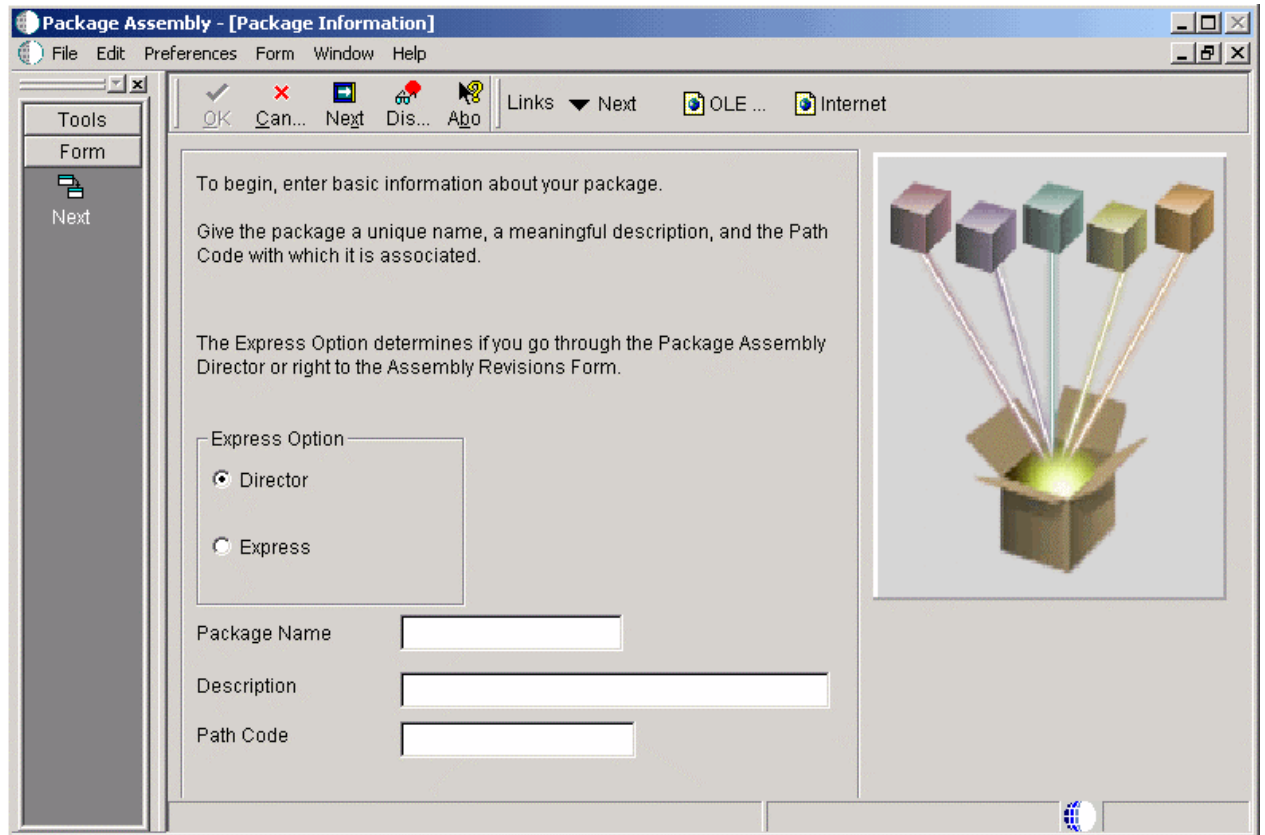 Package Assembly - [Package Information]
File Edit Preferences Form Window Help
Tools
Form
Next
OK Can... Next Dis... Abo Links Next OLE ... Internet
To begin, enter basic information about your package.
Give the package a unique name, a meaningful description, and the Path
Code with which it is associated.
The Express Option determines if you go through the Package Assembly
Director or right to the Assembly Revisions Form.
Express Option
Director
Express
Package Name
Description
Path Code